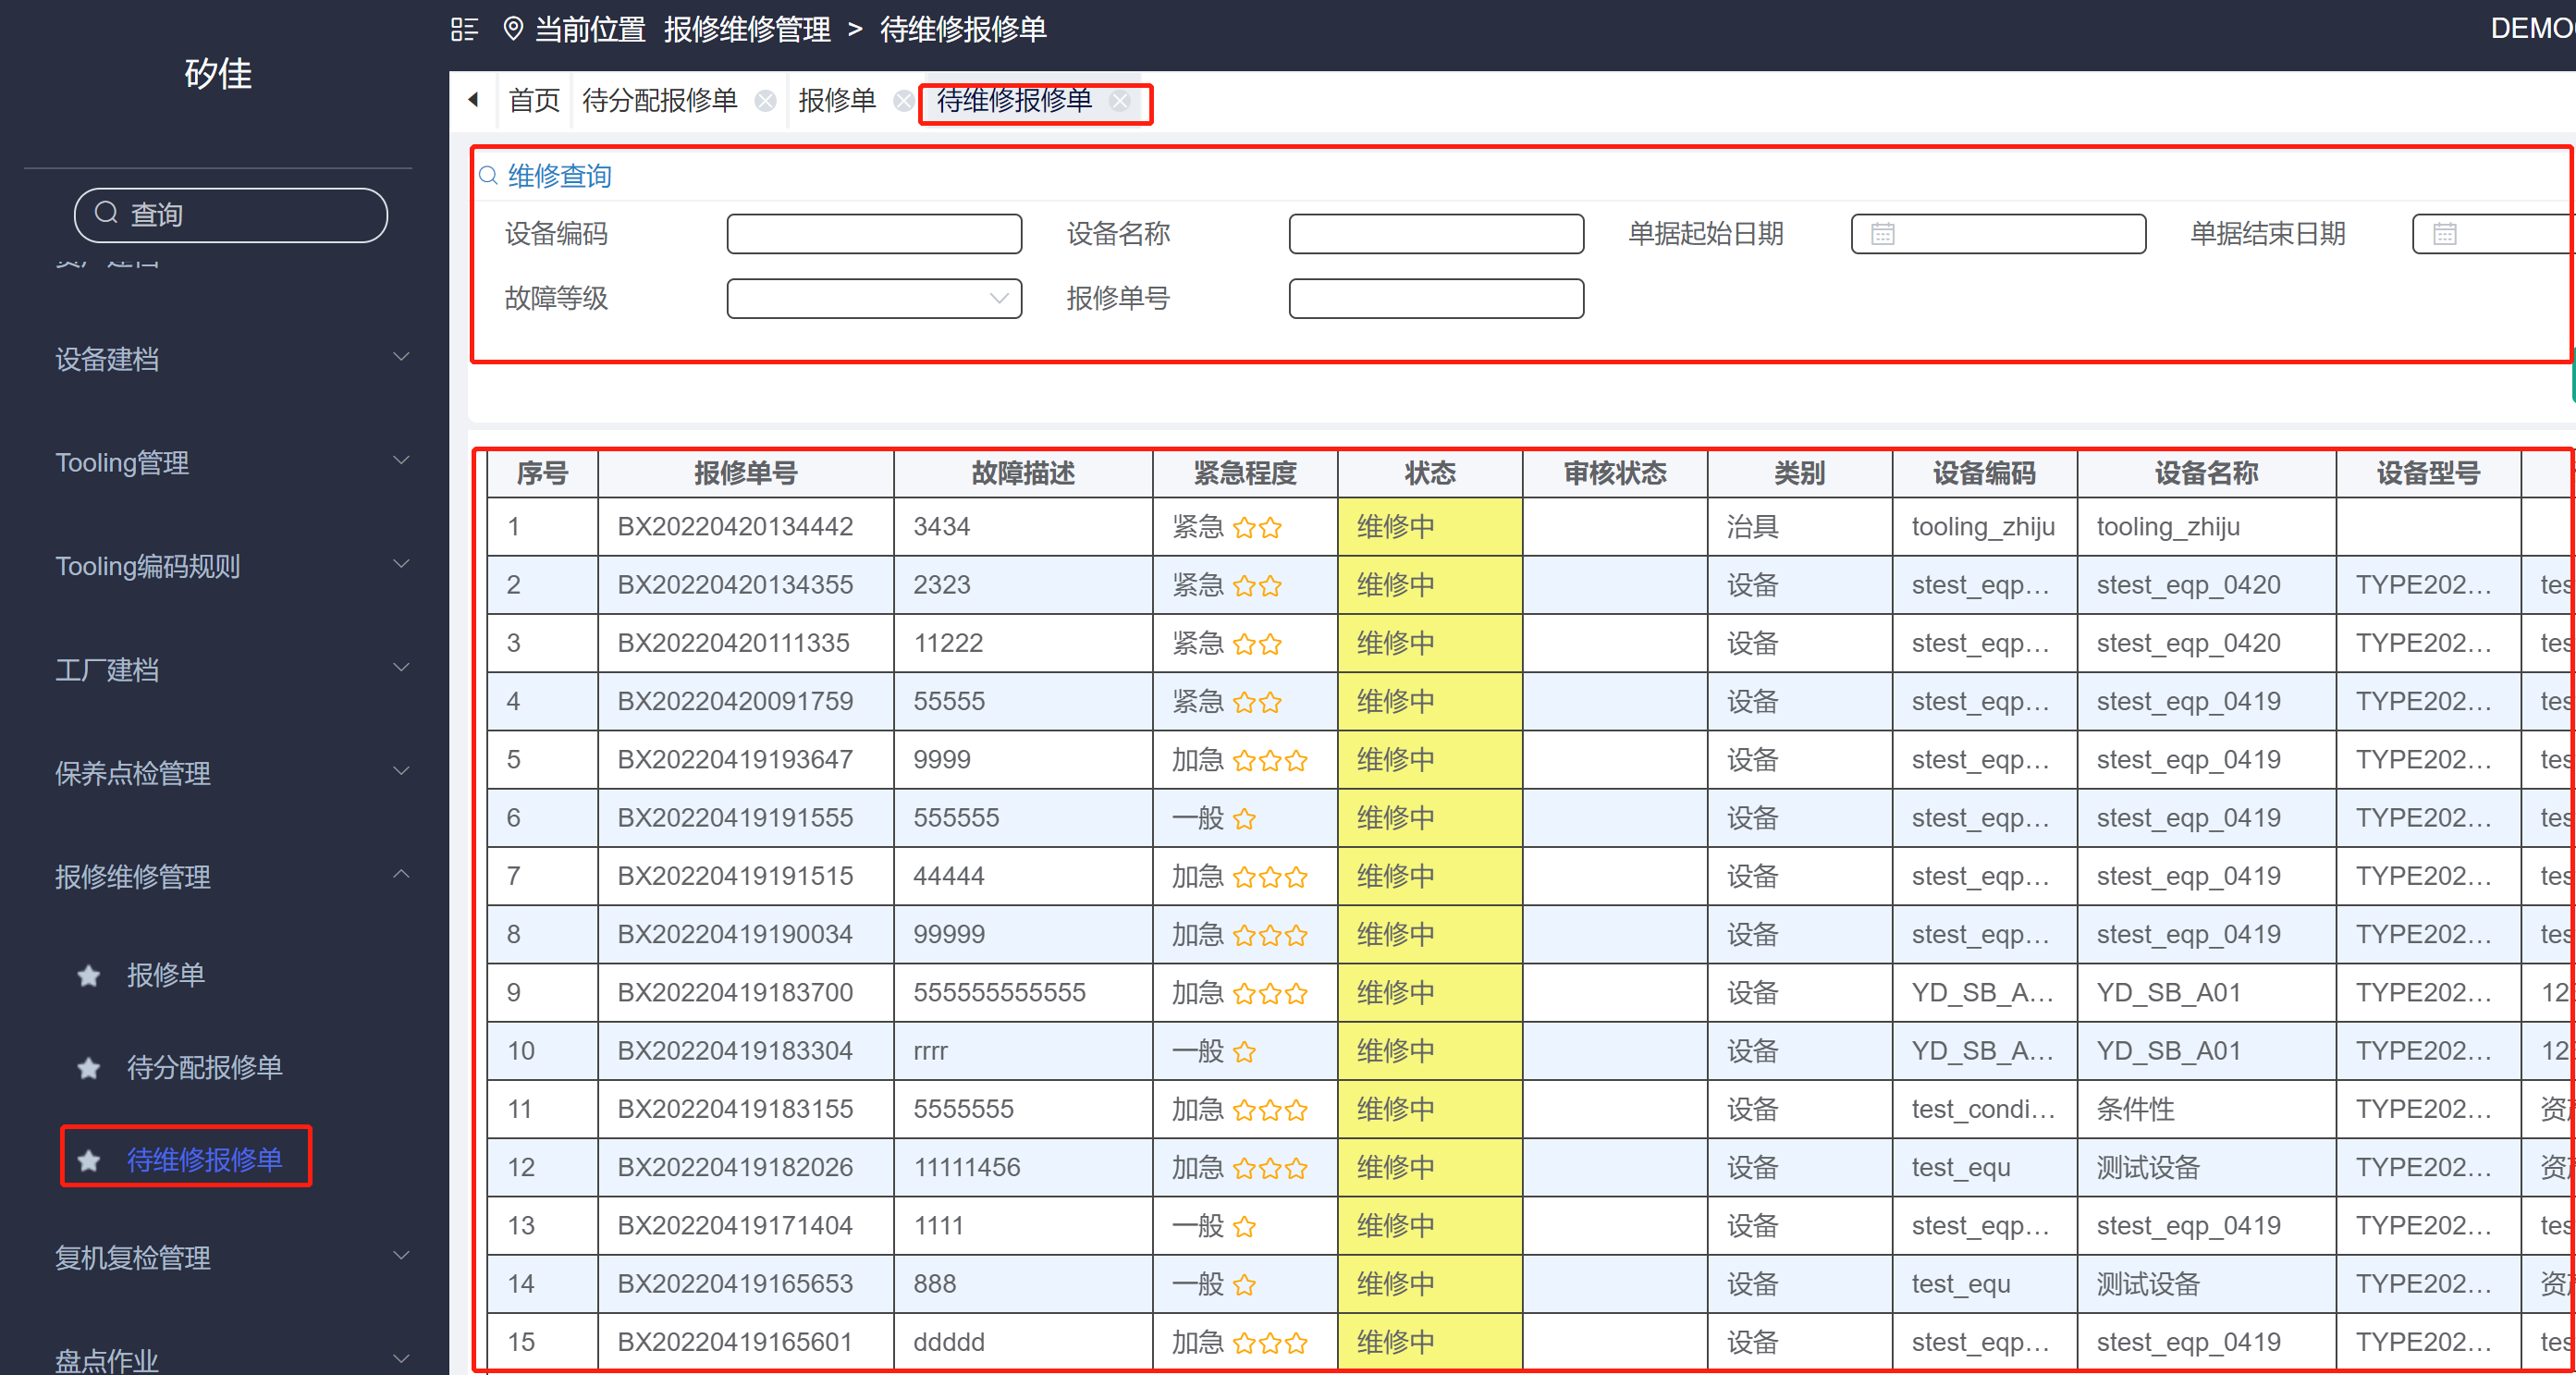 矽佳
查询
设备建档
Tooling管理
Tooling编码规则
工厂建档
保养点检管理
报修维修管理
报修单
待分配报修单
待维修报修单
复机复检管理
盘点作业
当前位置 报修维修管理 > 待维修报修单
DEMO
首页 待分配报修单 报修单 待维修报修单
维修查询
设备编码 设备名称 单据起始日期 单据结束日期
故障等级 报修单号
序号 报修单号 故障描述 紧急程度 状态 审核状态 类别 设备编码 设备名称 设备型号
1 BX20220420134442 3434 紧急 维修中 治具 tooling_zhiju tooling_zhiju
2 BX20220420134355 2323 紧急 维修中 设备 stest_eqp... stest_eqp_0420 TYPE202... tes
3 BX20220420111335 11222 紧急 维修中 设备 stest_eqp... stest_eqp_0420 TYPE202... tes
4 BX20220420091759 55555 紧急 维修中 设备 stest_eqp... stest_eqp_0419 TYPE202... tes
5 BX20220419193647 9999 加急 维修中 设备 stest_eqp... stest_eqp_0419 TYPE202... tes
6 BX20220419191555 555555 一般 维修中 设备 stest_eqp... stest_eqp_0419 TYPE202... tes
7 BX20220419191515 44444 加急 维修中 设备 stest_eqp... stest_eqp_0419 TYPE202... tes
8 BX20220419190034 99999 加急 维修中 设备 stest_eqp... stest_eqp_0419 TYPE202... tes
9 BX20220419183700 555555555555 加急 维修中 设备 YD_SB_A... YD_SB_A01 TYPE202... 12
10 BX20220419183304 rrrr 一般 维修中 设备 YD_SB_A... YD_SB_A01 TYPE202... 12
11 BX20220419183155 5555555 加急 维修中 设备 test_condi... 条件性 TYPE202... 资
12 BX20220419182026 11111456 加急 维修中 设备 test_equ 测试设备 TYPE202... 资
13 BX20220419171404 1111 一般 维修中 设备 stest_eqp... stest_eqp_0419 TYPE202... tes
14 BX20220419165653 888 一般 维修中 设备 test_equ 测试设备 TYPE202... 资
15 BX20220419165601 ddddd 加急 维修中 设备 stest_eqp... stest_eqp_0419 TYPE202... tes